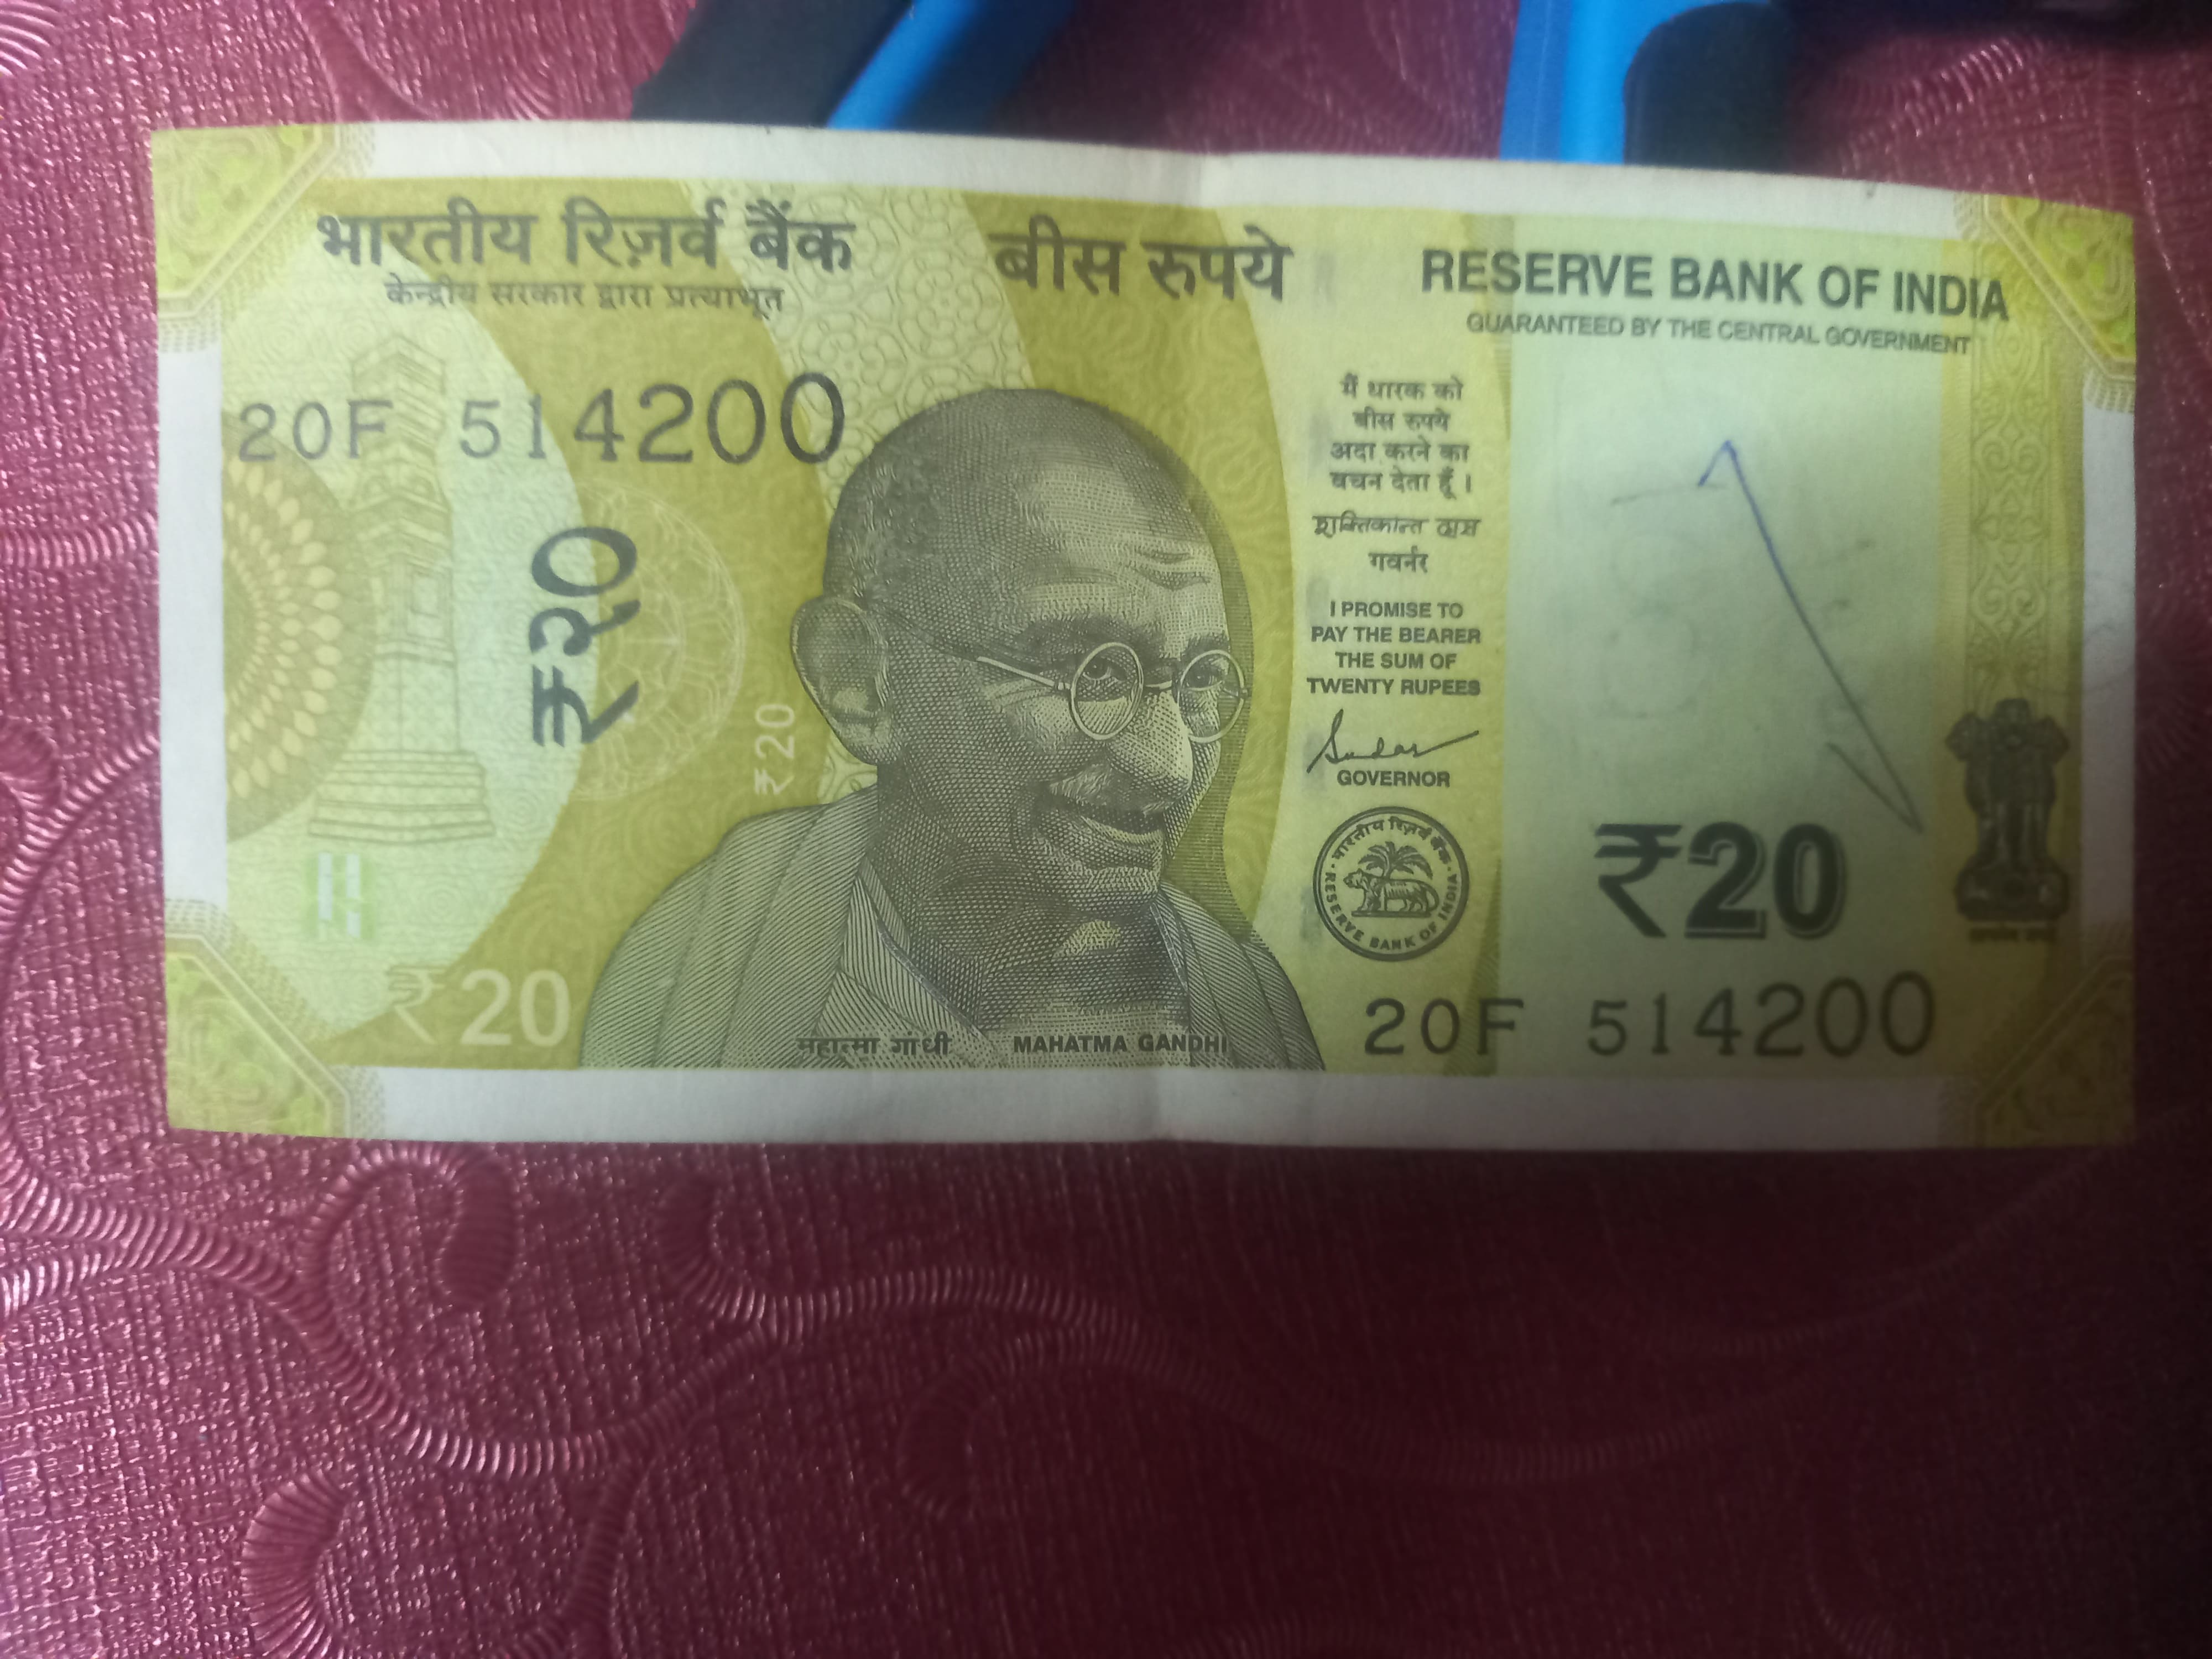 भारतीय रिज़र्व बैंक
केन्द्रीय सरकार द्वारा प्रत्याभूत
बीस रुपये
RESERVE BANK OF INDIA
GUARANTEED BY THE CENTRAL GOVERNMENT
20F 514200
₹२०
₹20
₹20
मैं धारक को
बीस रुपये
अदा करने का
वचन देता हूँ।
शक्तिकान्त दास
गवर्नर
I PROMISE TO
PAY THE BEARER
THE SUM OF
TWENTY RUPEES
GOVERNOR
भारतीय रिज़र्व बैंक
RESERVE BANK OF INDIA
₹20
20F 514200
महात्मा गांधी MAHATMA GANDHI